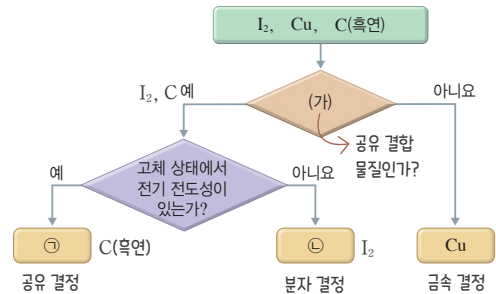 I₂, Cu, C(흑연)
I₂, C 예
(가)
아니요
공유 결합
물질인가?
예
고체 상태에서
전기 전도성이
있는가?
아니요
㉠
C(흑연)
㉡
I₂
Cu
공유 결정
분자 결정
금속 결정